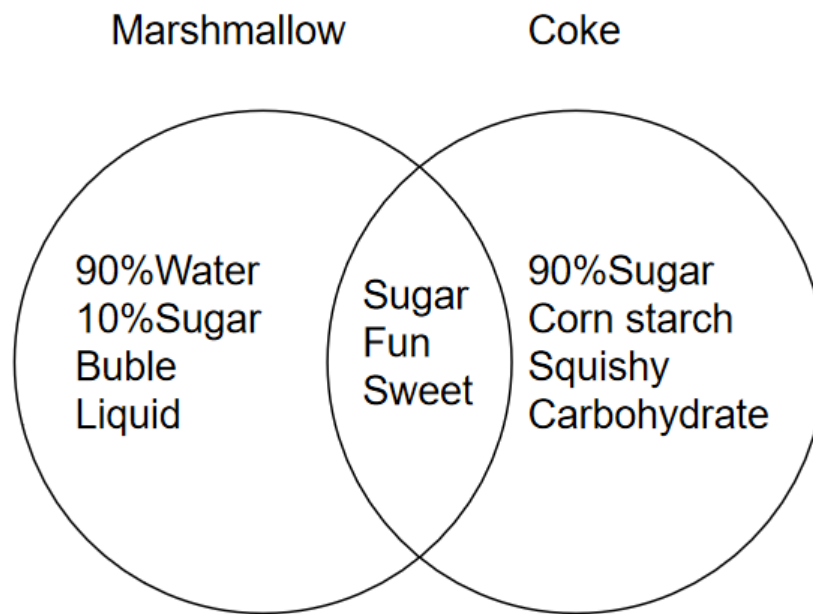 Marshmallow
Coke
90%Water
10%Sugar
Buble
Liquid
Sugar
Fun
Sweet
90%Sugar
Corn starch
Squishy
Carbohydrate